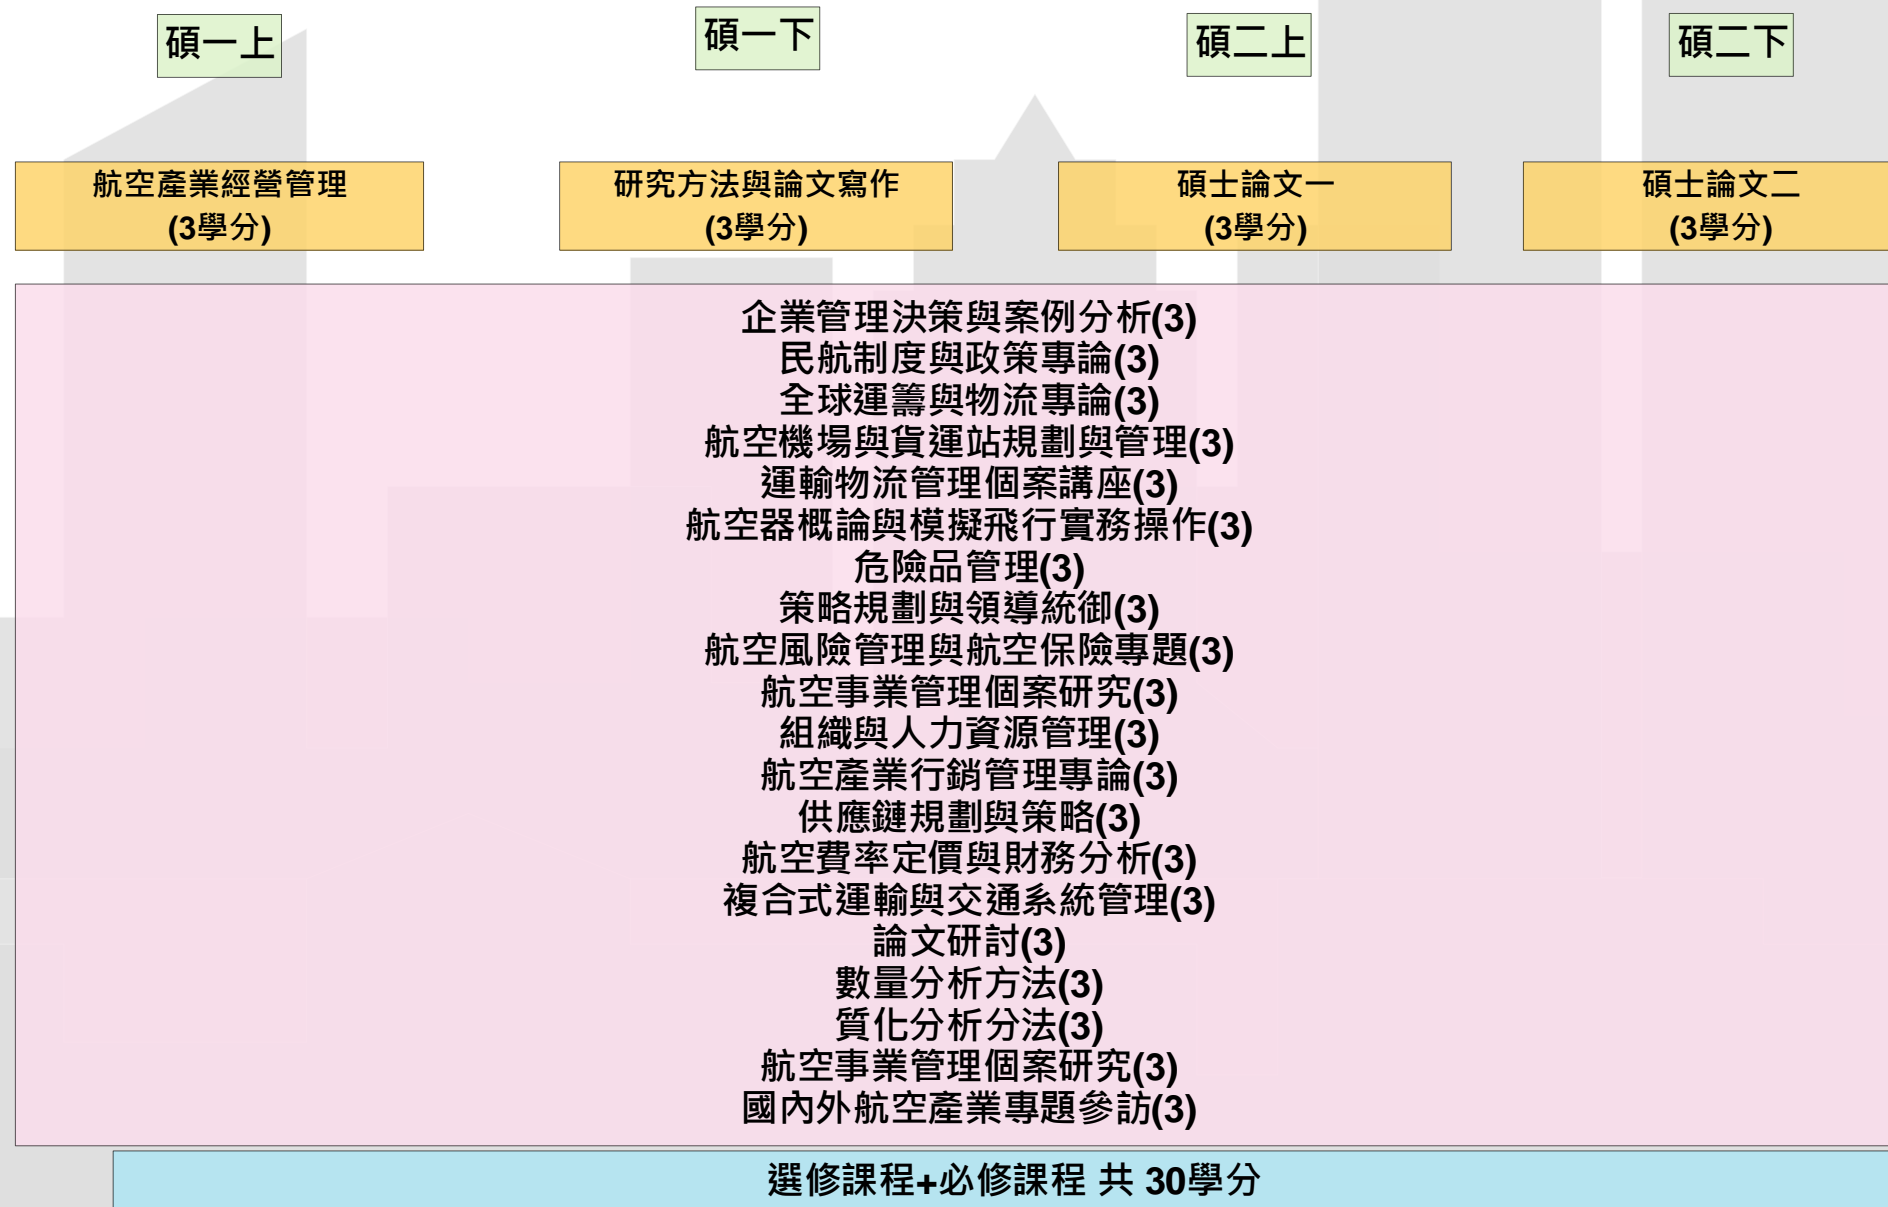 碩一上
碩一下
碩二上
碩二下
航空產業經營管理
(3學分)
研究方法與論文寫作
(3學分)
碩士論文一
(3學分)
碩士論文二
(3學分)
企業管理決策與案例分析(3)
民航制度與政策專論(3)
全球運籌與物流專論(3)
航空機場與貨運站規劃與管理(3)
運輸物流管理個案講座(3)
航空器概論與模擬飛行實務操作(3)
危險品管理(3)
策略規劃與領導統御(3)
航空風險管理與航空保險專題(3)
航空事業管理個案研究(3)
組織與人力資源管理(3)
航空產業行銷管理專論(3)
供應鏈規劃與策略(3)
航空費率定價與財務分析(3)
複合式運輸與交通系統管理(3)
論文研討(3)
數量分析方法(3)
質化分析分法(3)
航空事業管理個案研究(3)
國內外航空產業專題參訪(3)
選修課程+必修課程 共 30學分